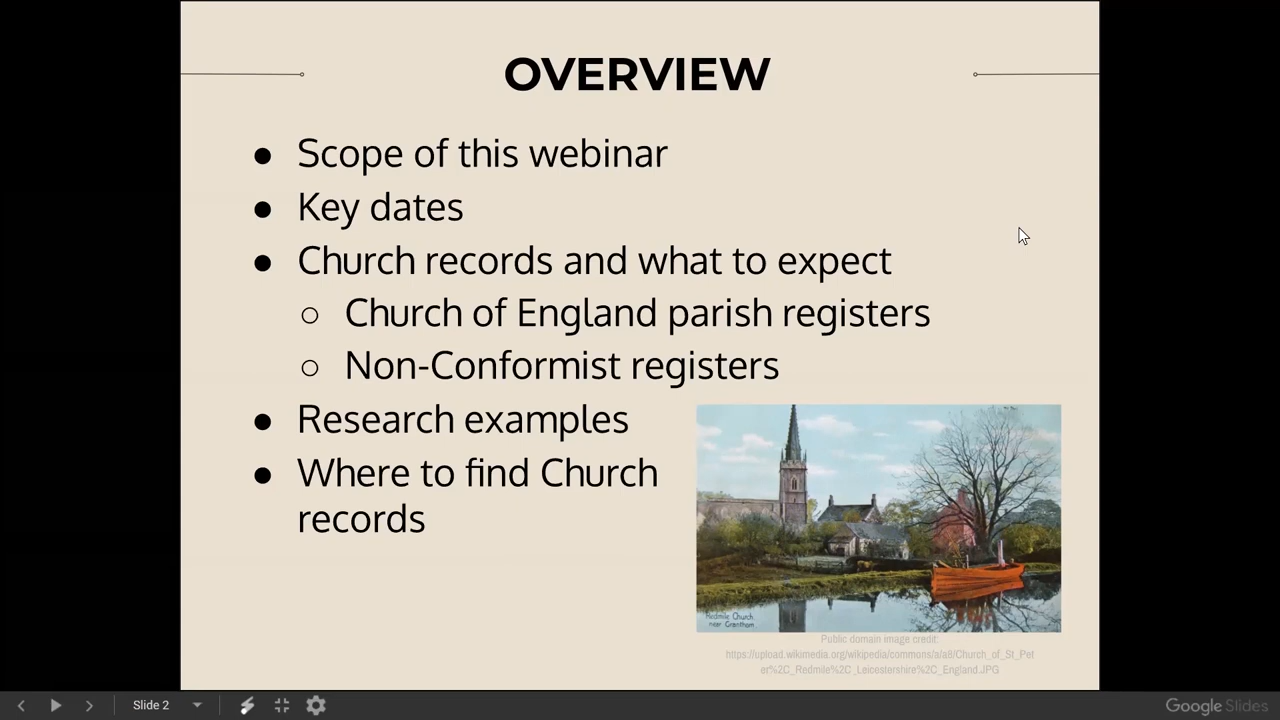 OVERVIEW
● Scope of this webinar
● Key dates
● Church records and what to expect
○ Church of England parish registers
○ Non-Conformist registers
● Research examples
● Where to find Church
records
Redmile Church
near Grantham
Public domain image credit:
https://upload.wikimedia.org/wikipedia/commons/a/a8/Church_of_St_Pet
er%2C_Redmile%2C_Leicestershire%2C_England.JPG
Slide 2
Google Slides